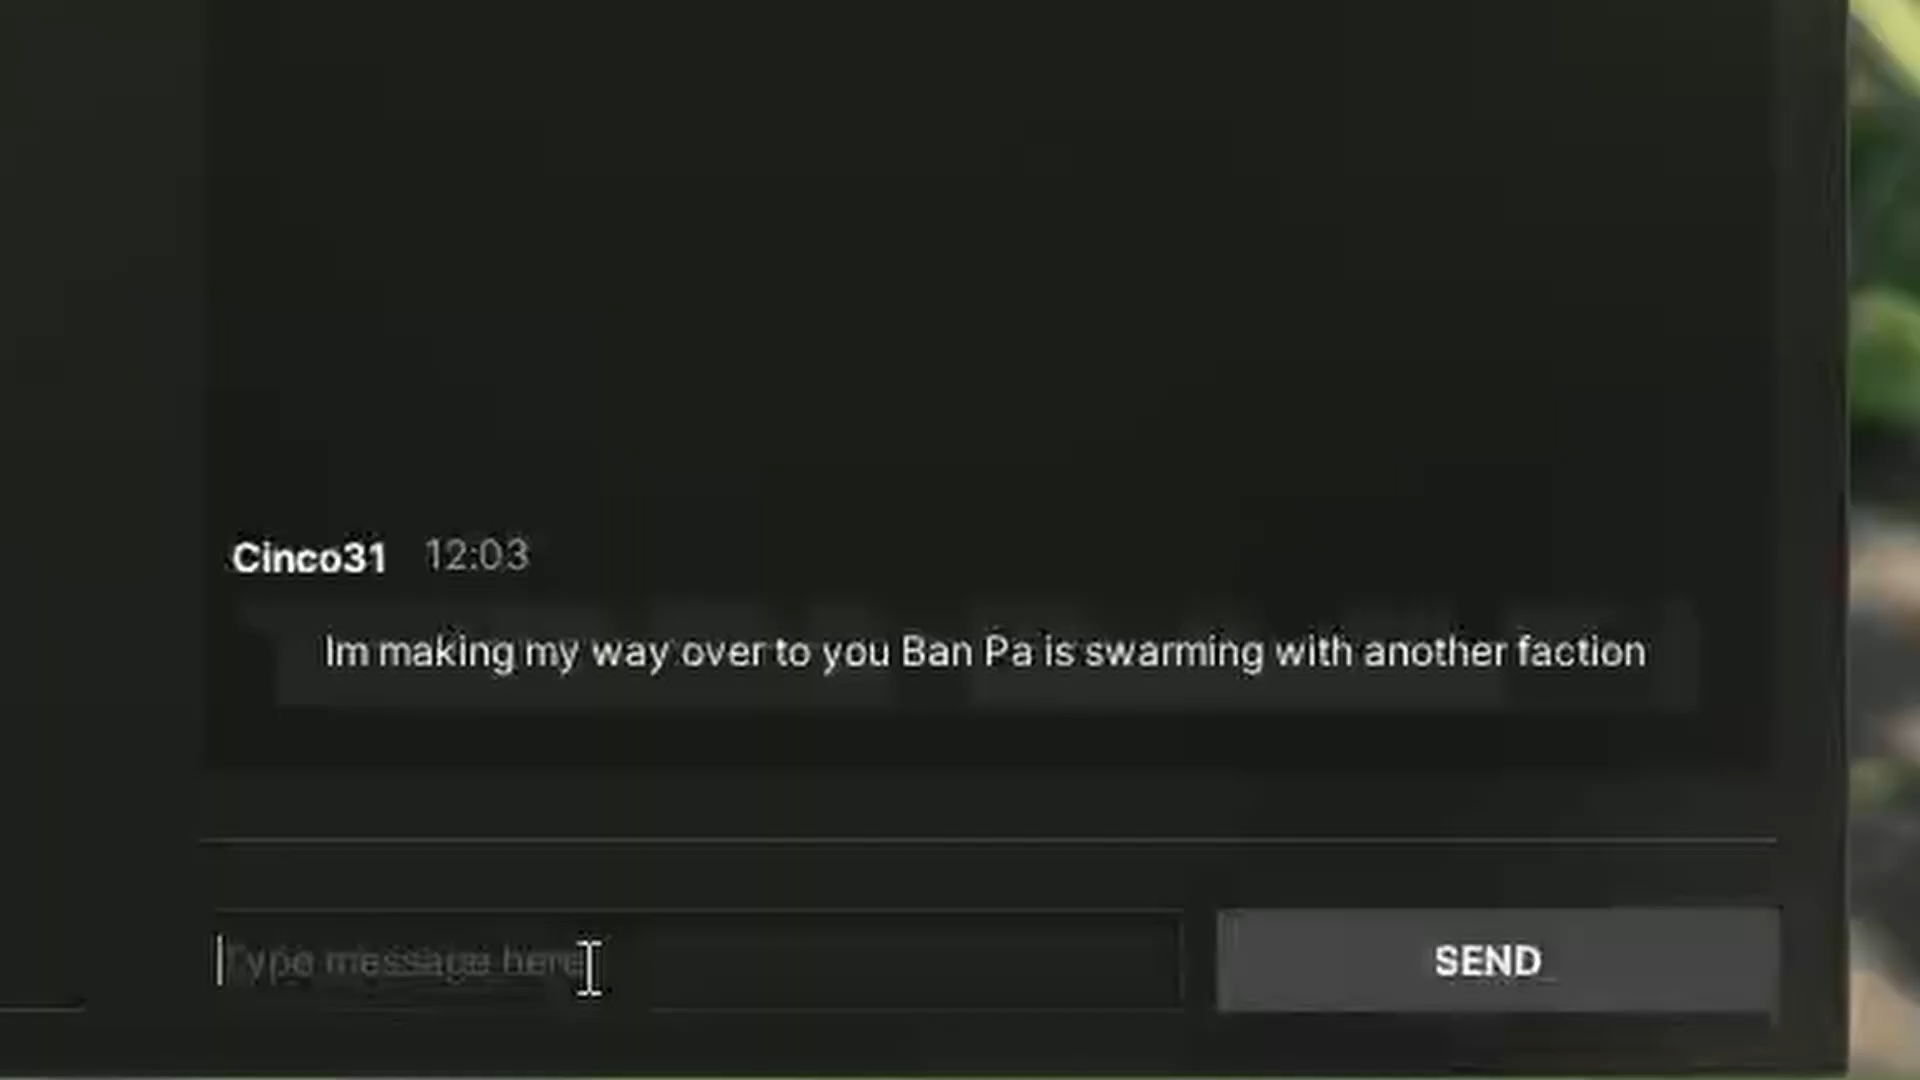 Cinco31 12:03
Im making my way over to you Ban Pa is swarming with another faction
Type message here
SEND